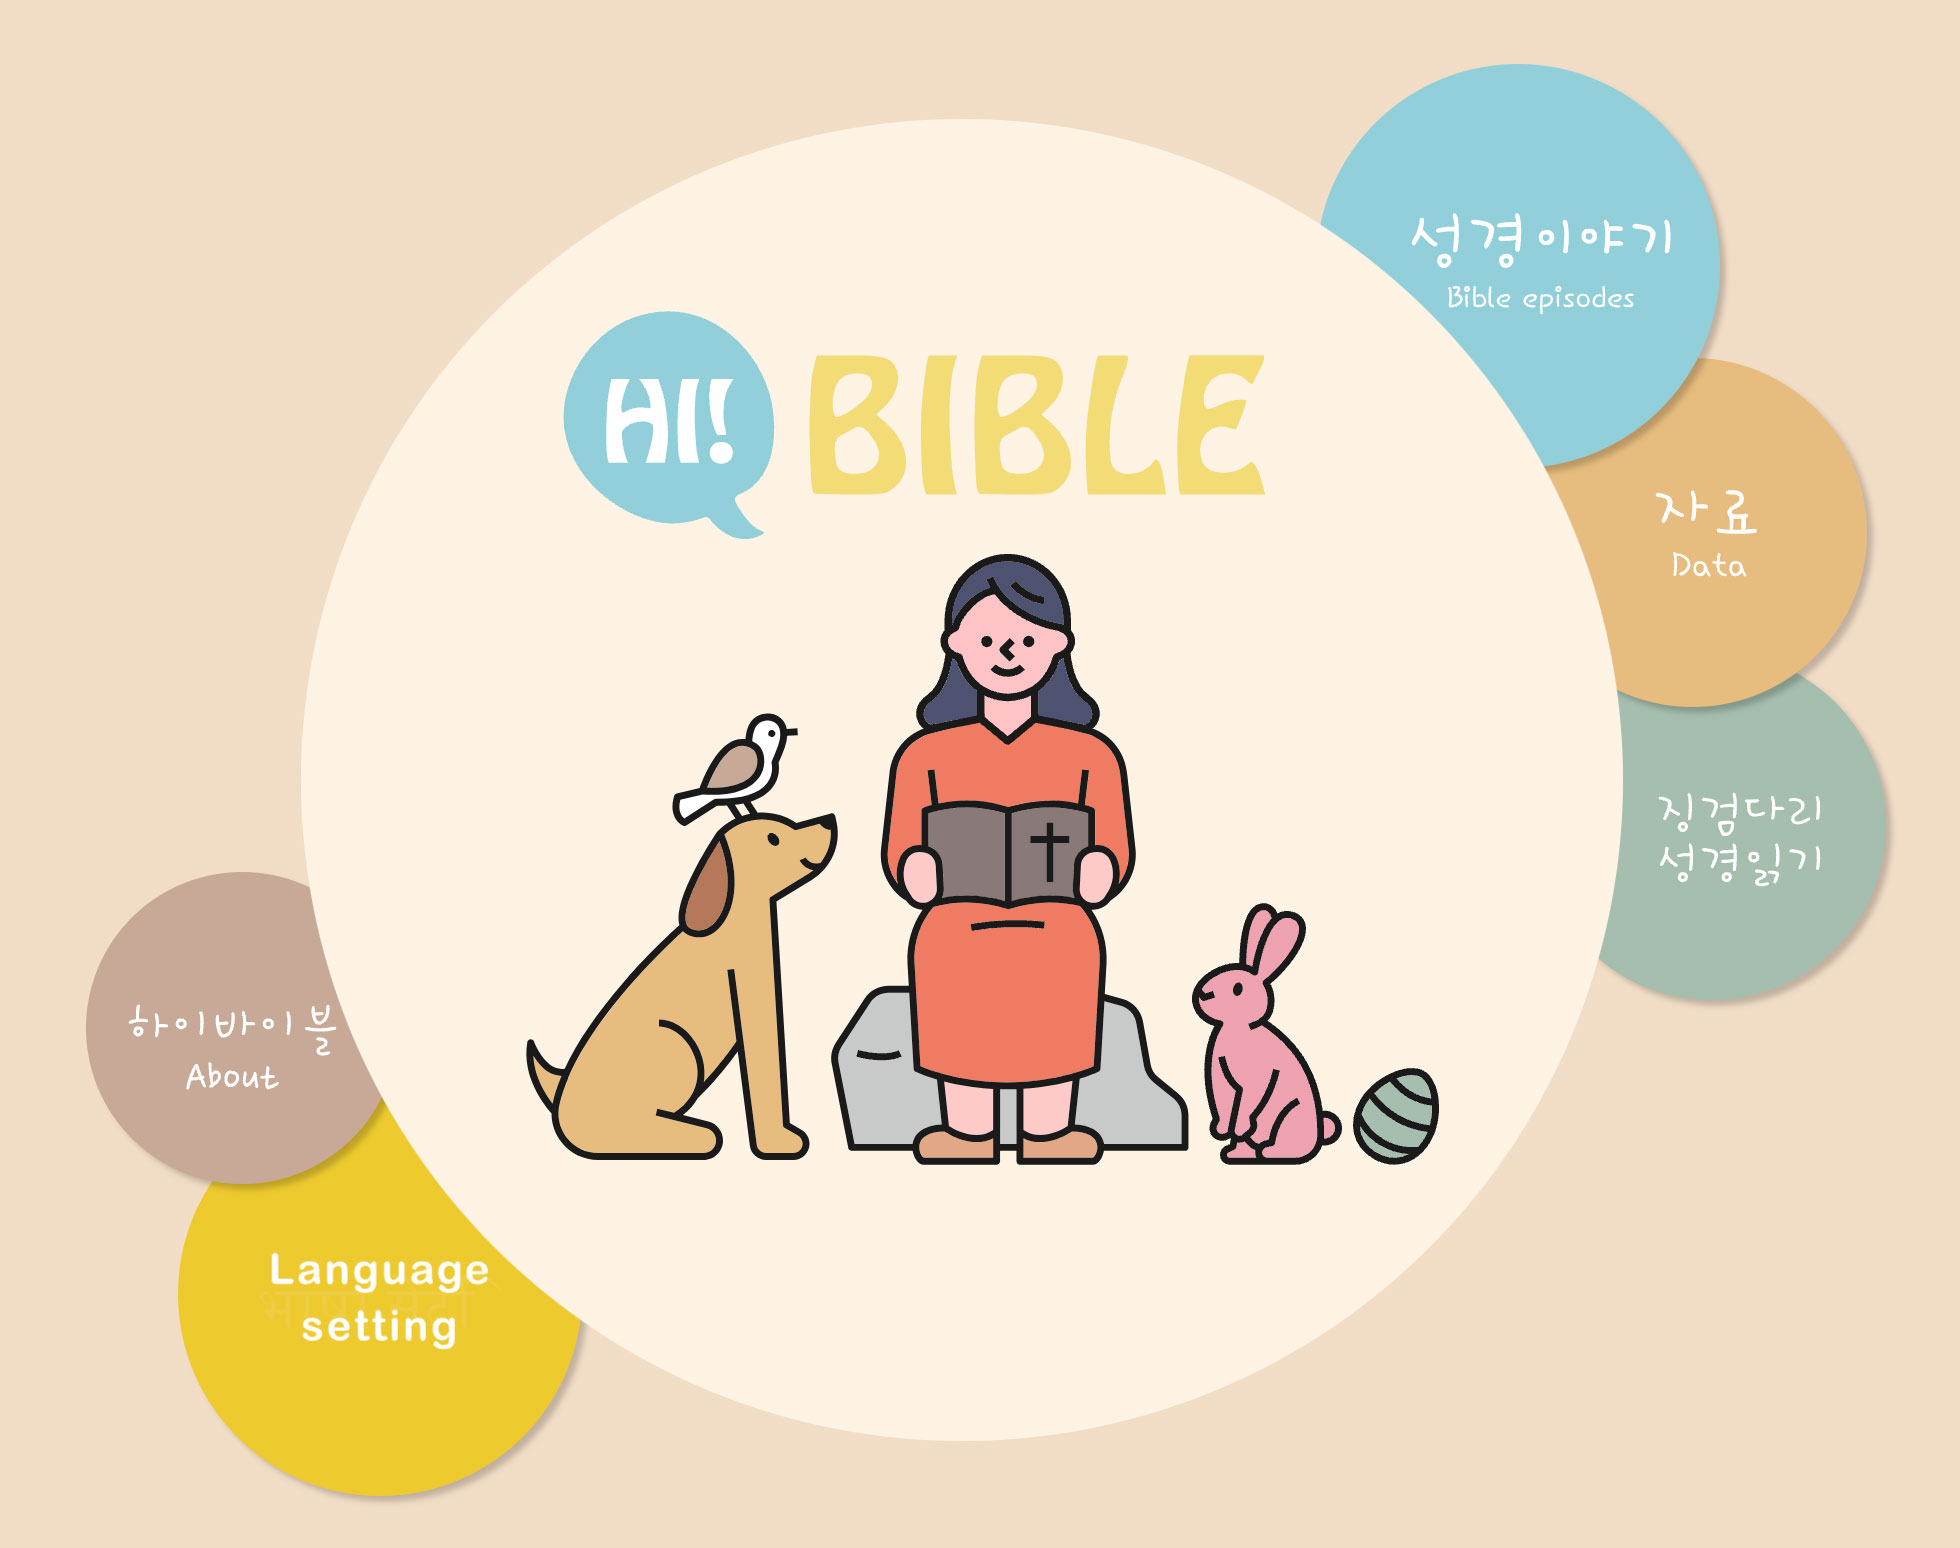 HI! BIBLE
성경이야기
Bible episodes
자료
Data
징검다리
성경읽기
하이바이블
About
Language
setting